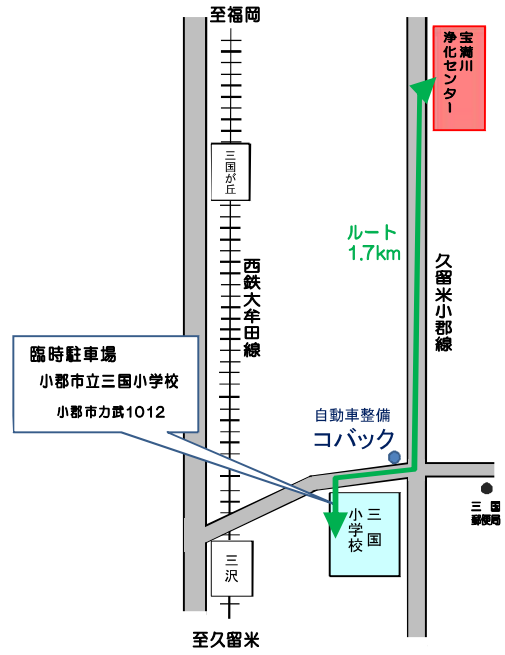 至福岡
宝満川
浄化センター
三国が丘
ルート
1.7km
西鉄大牟田線
久留米小郡線
臨時駐車場
小郡市立三国小学校
小郡市力武1012
自動車整備
コバック
三国
小学校
三国
郵便局
三沢
至久留米